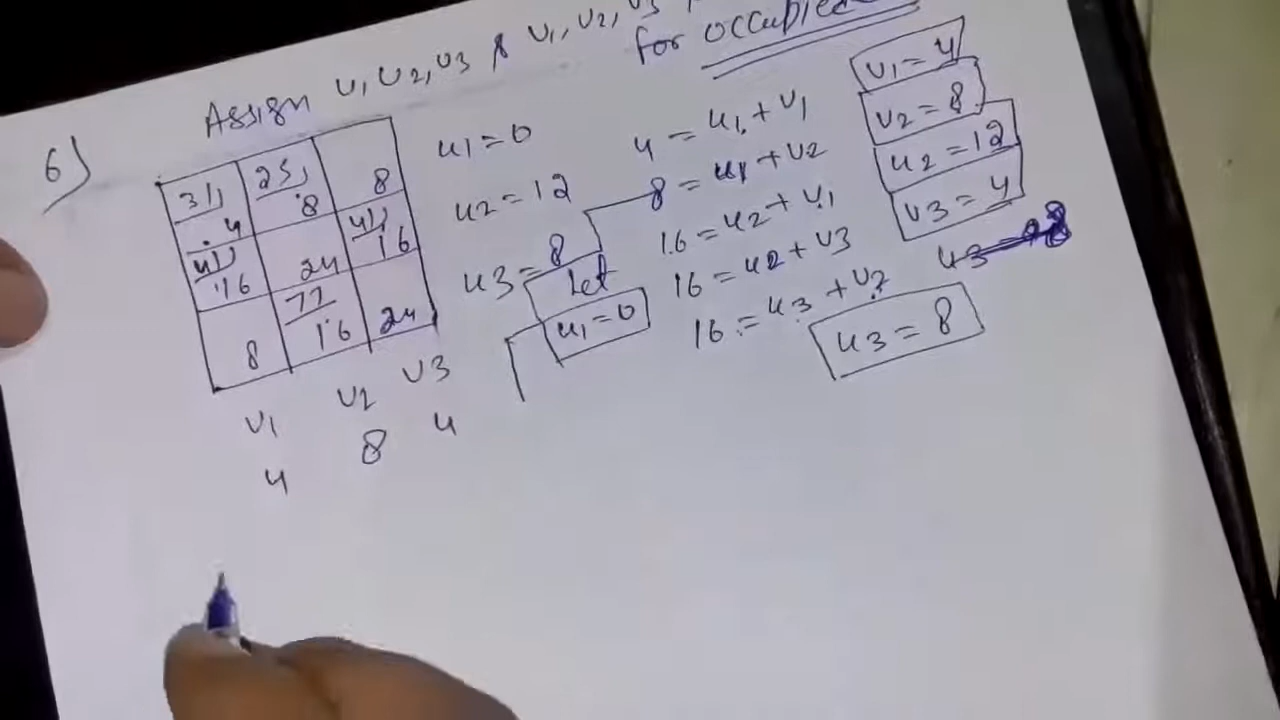 Assign U1, U2, U3 & V1, V2, V3
for occupied
6)
31) 25)
.4 .8 8
41) 41)
.16 24 16
77
8 1.6 24
V1 V2 V3
4 8 4
u1=0
u2=12
u3=8
Let
u1=0
4 = u1+V1
8 = u1+V2
16 = u2+V1
16 = u2+V3
16 = u3+V2
V1=4
V2=8
u2=12
V3=4
u3=8